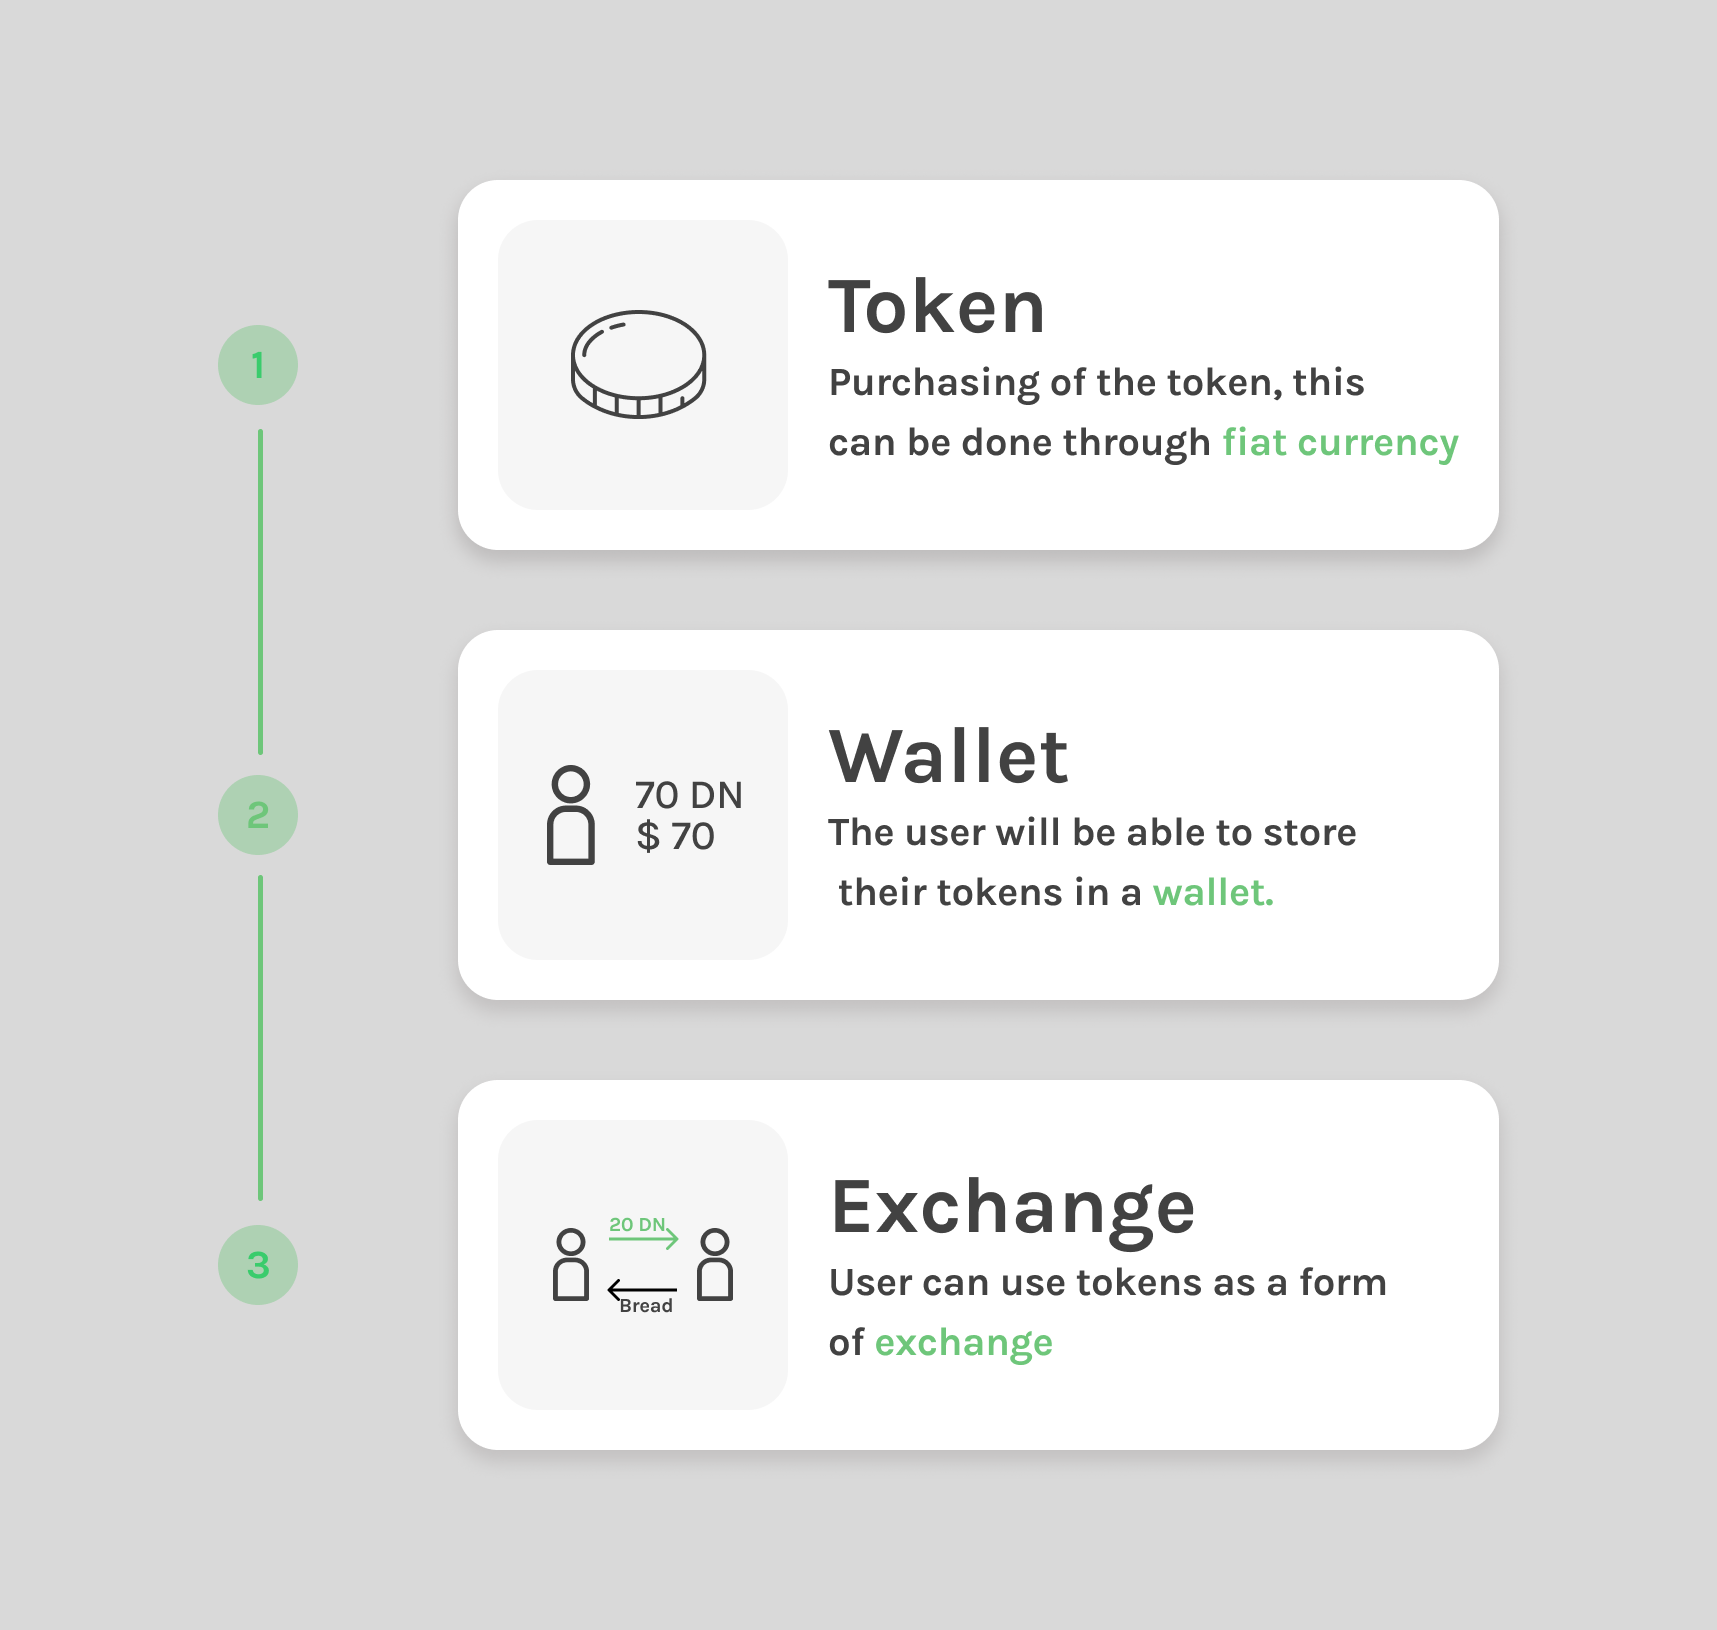 1
Token
Purchasing of the token, this
can be done through fiat currency
2
70 DN
$ 70
Wallet
The user will be able to store
their tokens in a wallet.
3
20 DN
Bread
Exchange
User can use tokens as a form
of exchange